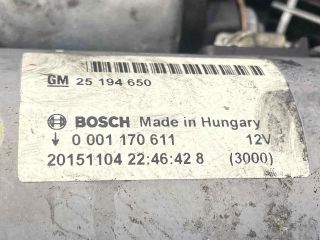 GM 25 194 650
BOSCH Made in Hungary
0 001 170 611 12V
20151104 22:46:42 8 (3000)